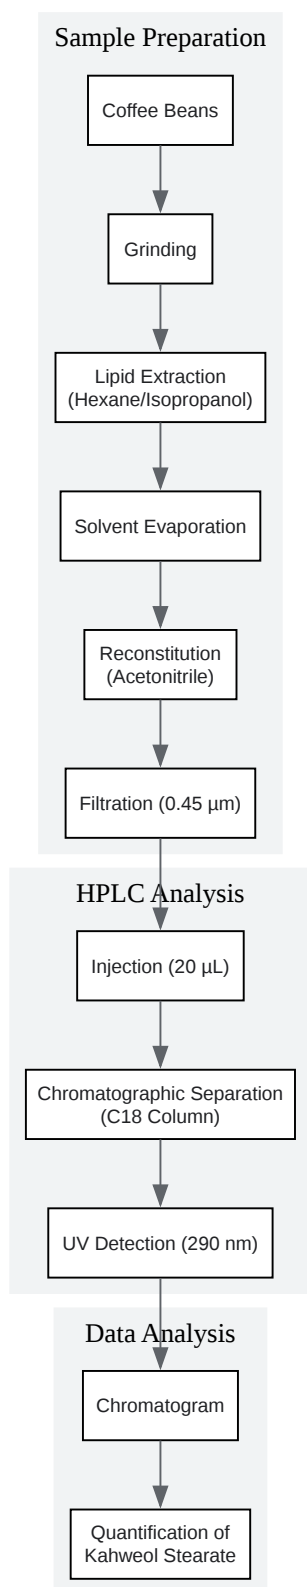 Sample Preparation
Coffee Beans
Grinding
Lipid Extraction
(Hexane/Isopropanol)
Solvent Evaporation
Reconstitution
(Acetonitrile)
Filtration (0.45 µm)
HPLC Analysis
Injection (20 µL)
Chromatographic Separation
(C18 Column)
UV Detection (290 nm)
Data Analysis
Chromatogram
Quantification of
Kahweol Stearate